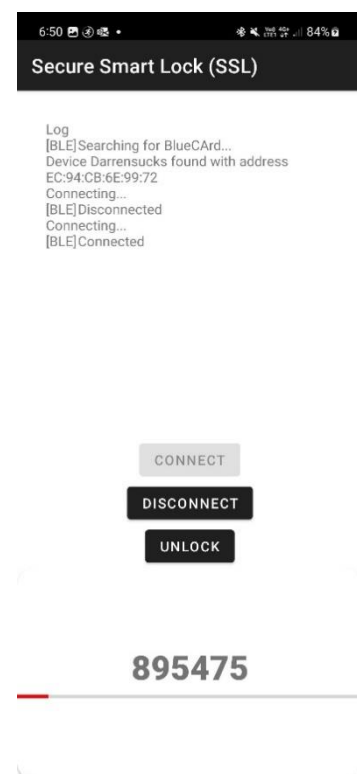 6:50
84%
Secure Smart Lock (SSL)
Log
[BLE]Searching for BlueCArd...
Device Darrensucks found with address
EC:94:CB:6E:99:72
Connecting...
[BLE]Disconnected
Connecting...
[BLE]Connected
CONNECT
DISCONNECT
UNLOCK
895475